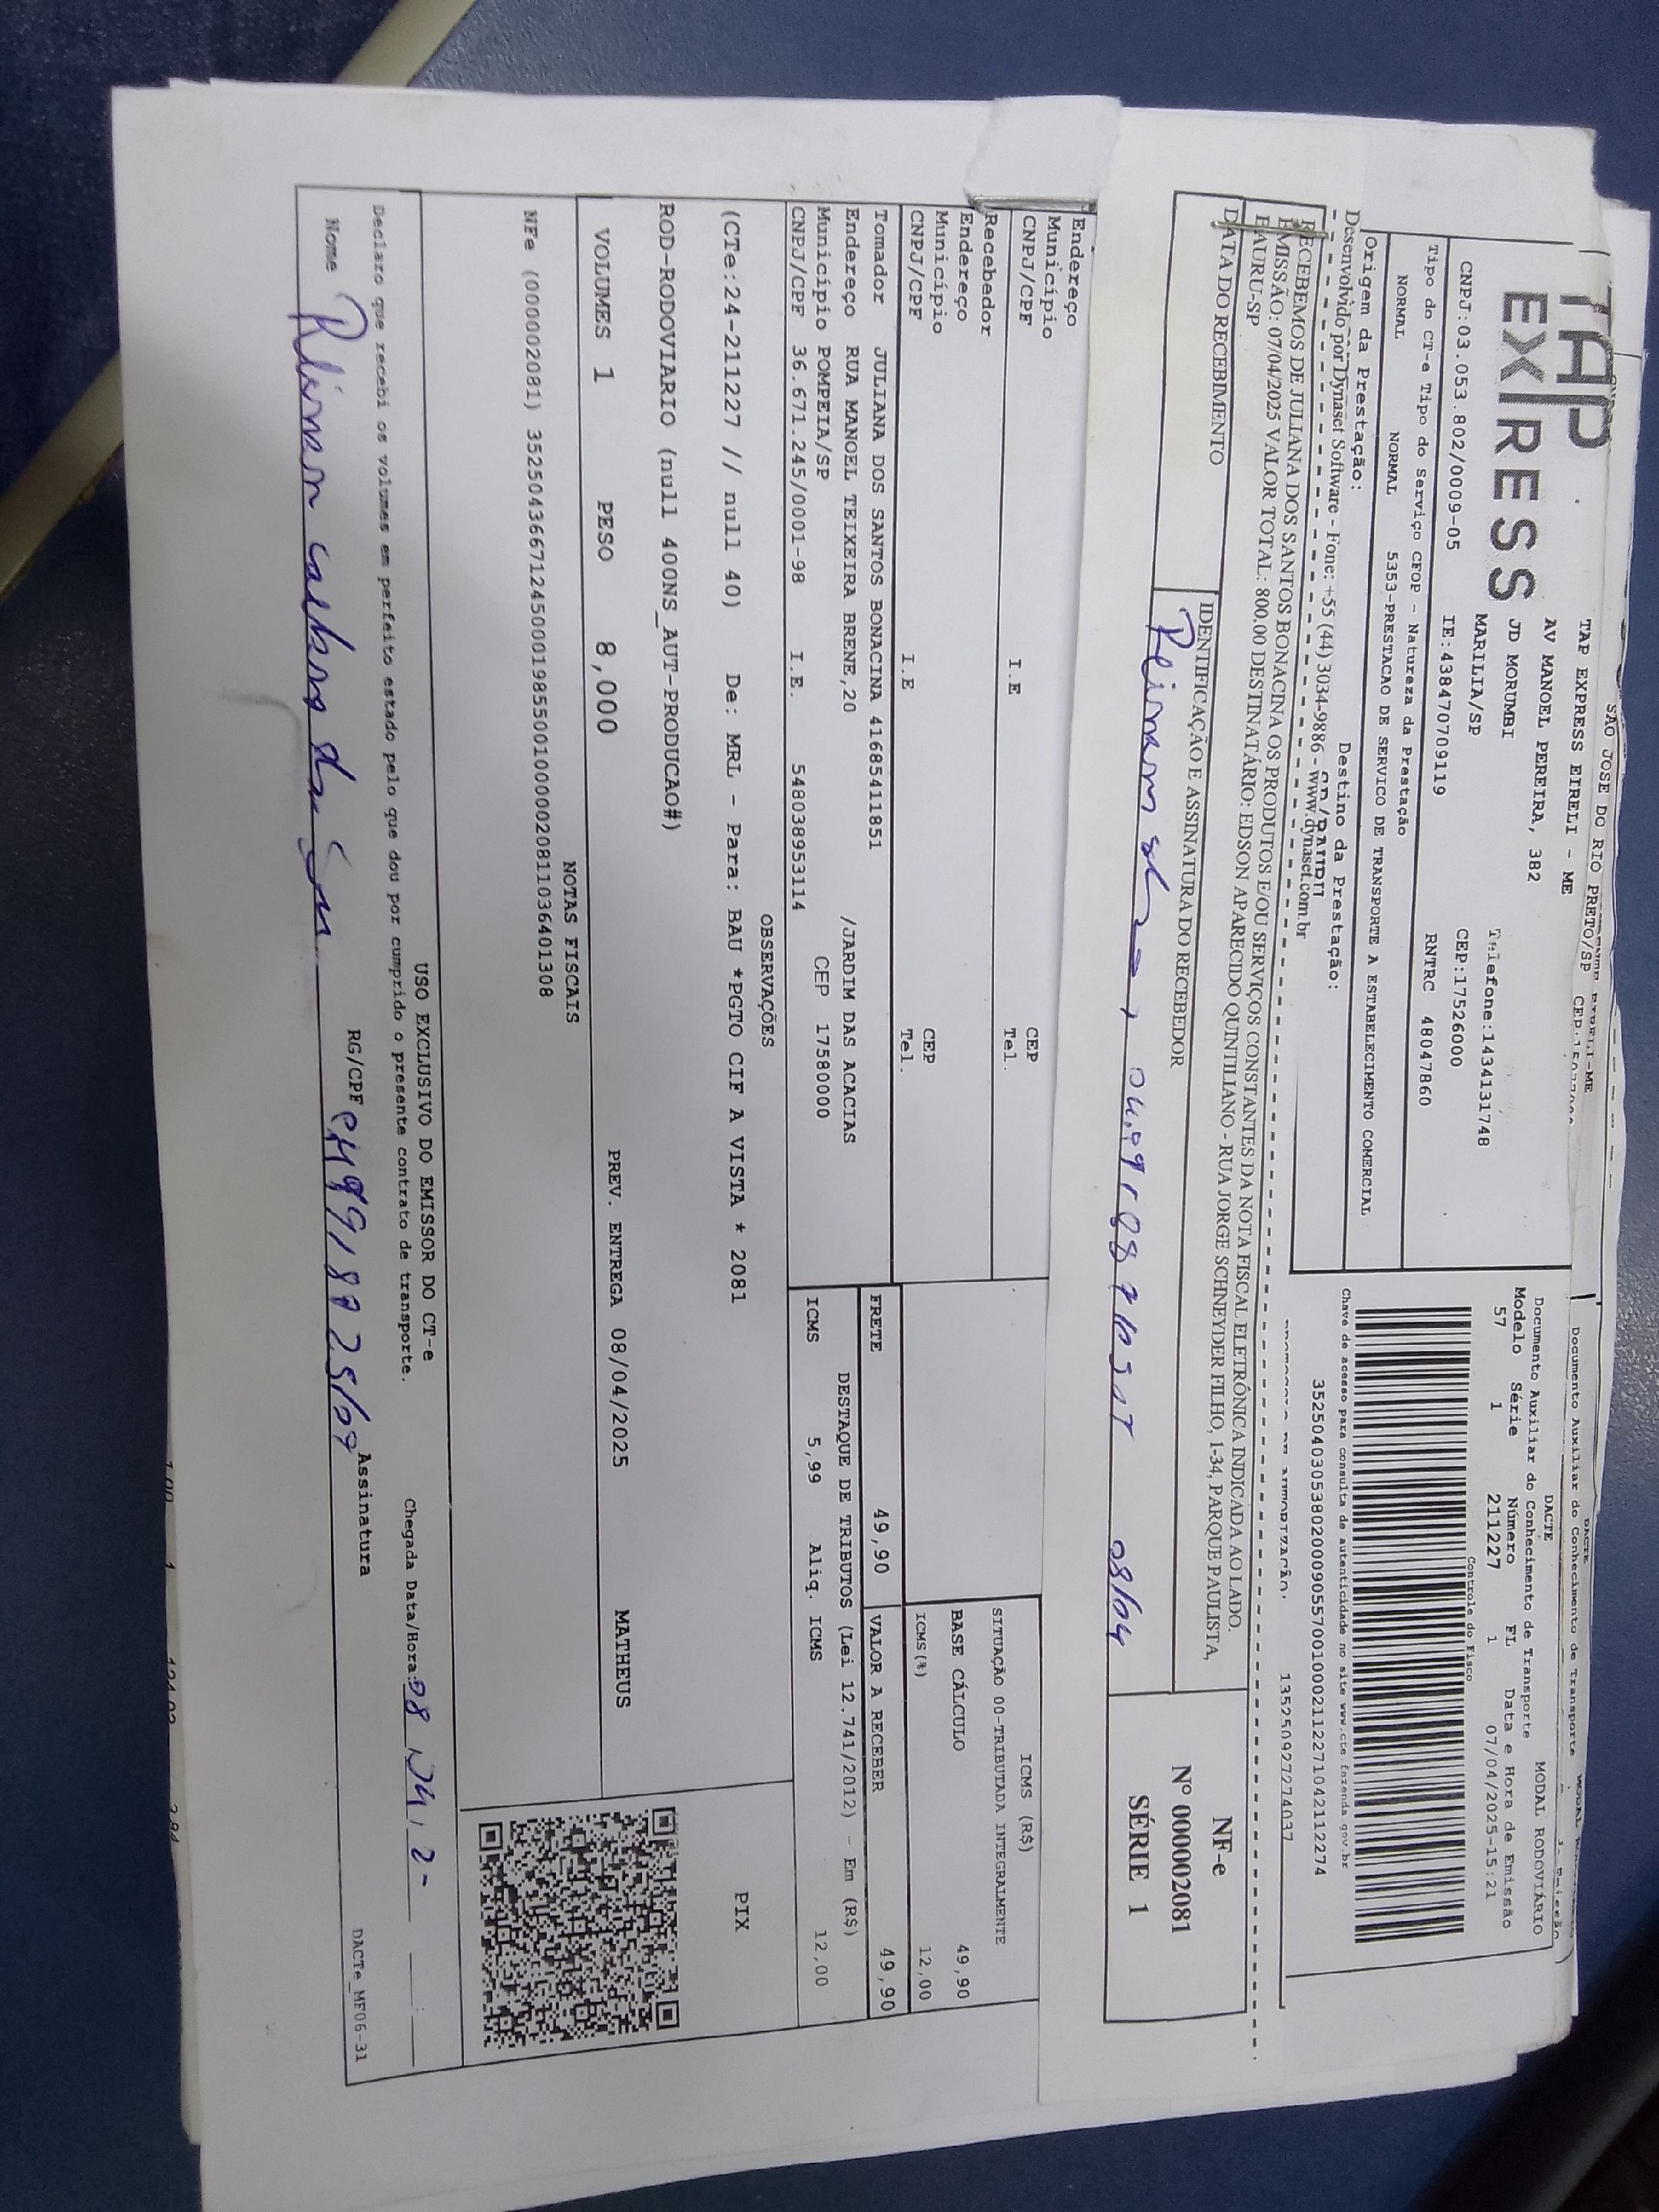 SAO JOSE DO RIO PRETO/SP
DACTE
Documento Auxiliar do Conhecimento de Transporte
TAP
EXPRESS
TAP EXPRESS EIRELI - ME
AV MANOEL PEREIRA, 382
JD MORUMBI
MARILIA/SP
Telefone:1434131748
CNPJ:03.053.802/0009-05 IE:438470709119 CEP:17526000
RNTRC 48047860
Tipo do CT-e Tipo do Serviço CFOP - Natureza da Prestação
NORMAL NORMAL 5353-PRESTACAO DE SERVICO DE TRANSPORTE A ESTABELECIMENTO COMERCIAL
Origem da Prestação: Destino da Prestação:
DACTE
Documento Auxiliar do Conhecimento de Transporte
MODAL RODOVIÁRIO
Modelo Série Número FL Data e Hora de Emissão
57 1 211227 1 07/04/2025-15:21
Controle do Fisco
Chave de acesso para consulta de autenticidade no site www.cte.fazenda.gov.br
35250403053802000905570010002112271042112274
135250927274037
Desenvolvido por Dynaset Software - Fone: +55 (44) 3034-9886 - www.dynaset.com.br
RECEBEMOS DE JULIANA DOS SANTOS BONACINA OS PRODUTOS E/OU SERVIÇOS CONSTANTES DA NOTA FISCAL ELETRÔNICA INDICADA AO LADO.
EMISSÃO: 07/04/2025 VALOR TOTAL: 800,00 DESTINATÁRIO: EDSON APARECIDO QUINTILIANO - RUA JORGE SCHNEYDER FILHO, 1-34, PARQUE PAULISTA,
BAURU-SP
DATA DO RECEBIMENTO
IDENTIFICAÇÃO E ASSINATURA DO RECEBEDOR
08/04
NF-e
Nº 000002081
SÉRIE 1
Endereço
Município CEP
CNPJ/CPF I.E Tel.
Recebedor
Endereço
Município CEP
CNPJ/CPF I.E Tel.
Tomador JULIANA DOS SANTOS BONACINA 41685411851
Endereço RUA MANOEL TEIXEIRA BRENE,20 /JARDIM DAS ACACIAS
Município POMPEIA/SP CEP 17580000
CNPJ/CPF 36.671.245/0001-98 I.E. 548038953114
ICMS (R$)
SITUAÇÃO 00-TRIBUTADA INTEGRALMENTE
BASE CÁLCULO 49,90
ICMS(%) 12,00
FRETE 49,90 VALOR A RECEBER 49,90
DESTAQUE DE TRIBUTOS (Lei 12.741/2012) - Em (R$)
ICMS 5,99 Aliq. ICMS 12,00
OBSERVAÇÕES
(CTe:24-211227 // null 40) De: MRL - Para: BAU *PGTO CIF A VISTA * 2081
ROD-RODOVIARIO (null 400NS_AUT-PRODUCAO#)
PIX
VOLUMES 1 PESO 8,000 PREV. ENTREGA 08/04/2025 MATHEUS
NOTAS FISCAIS
NFe (000002081) 35250436671245000198550010000020811036401308
USO EXCLUSIVO DO EMISSOR DO CT-e
Declaro que recebi os volumes em perfeito estado pelo que dou por cumprido o presente contrato de transporte.
Chegada Data/Hora:
Nome RG/CPF Assinatura
DACTe_MF06-31